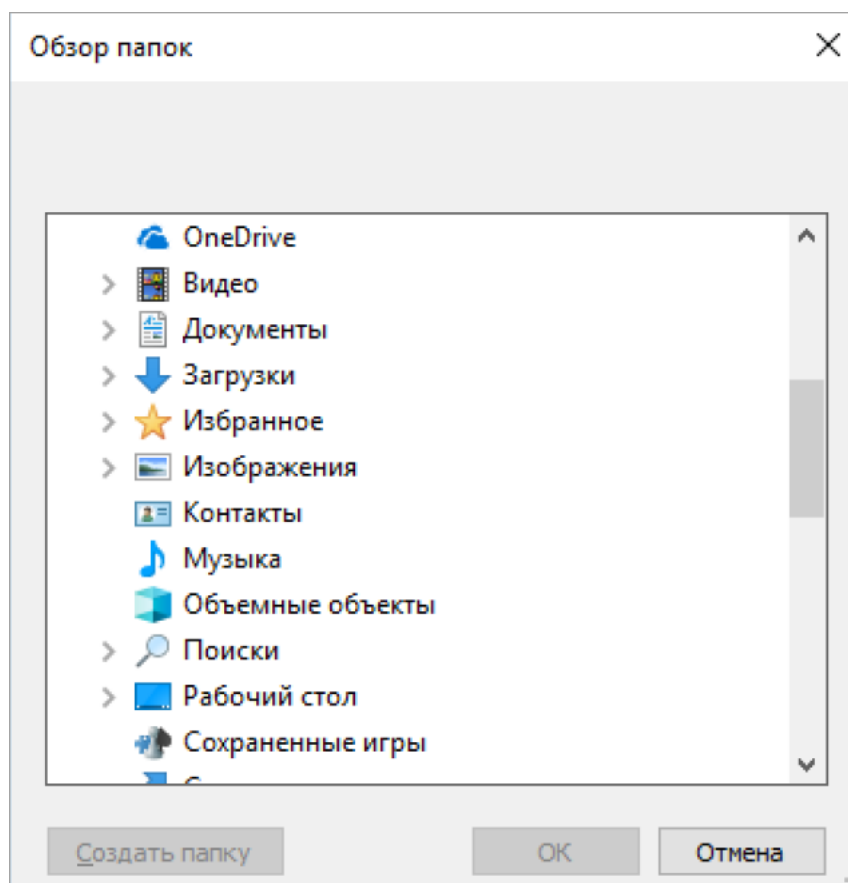 Обзор папок
OneDrive
Видео
Документы
Загрузки
Избранное
Изображения
Контакты
Музыка
Объемные объекты
Поиски
Рабочий стол
Сохраненные игры
Создать папку
ОК
Отмена